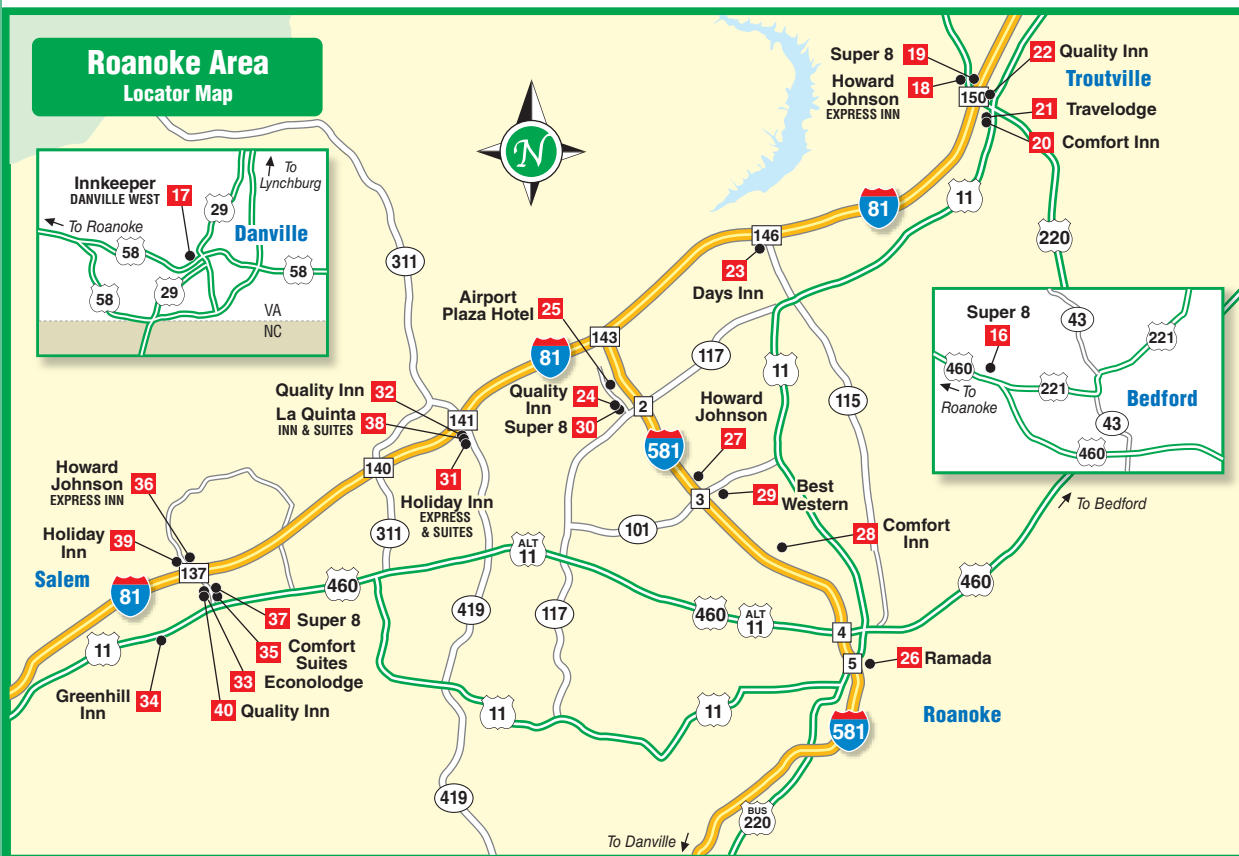 Roanoke Area
Locator Map
N
Innkeeper
DANVILLE WEST
17
To
Lynchburg
29
Danville
To Roanoke
58
58
58
29
VA
NC
Super 8
19
Howard
Johnson
EXPRESS INN
18
22
Quality Inn
Troutville
150
21
Travelodge
20
Comfort Inn
11
81
220
146
23
Days Inn
311
Airport
Plaza Hotel
25
143
81
117
11
115
Super 8
16
43
221
460
221
To
Roanoke
Bedford
43
460
Quality Inn
32
La Quinta
INN & SUITES
38
141
Quality
Inn
24
Super 8
30
2
581
Howard
Johnson
27
140
31
Holiday Inn
EXPRESS
& SUITES
3
29
Best
Western
To Bedford
Howard
Johnson
EXPRESS INN
36
Holiday
Inn
39
137
Salem
81
311
101
28
Comfort
Inn
ALT
11
460
460
419
117
460
ALT
11
4
37
Super 8
35
Comfort
Suites
33
Econolodge
40
Quality Inn
11
Greenhill
Inn
34
5
26
Ramada
11
11
Roanoke
581
419
BUS
220
To Danville